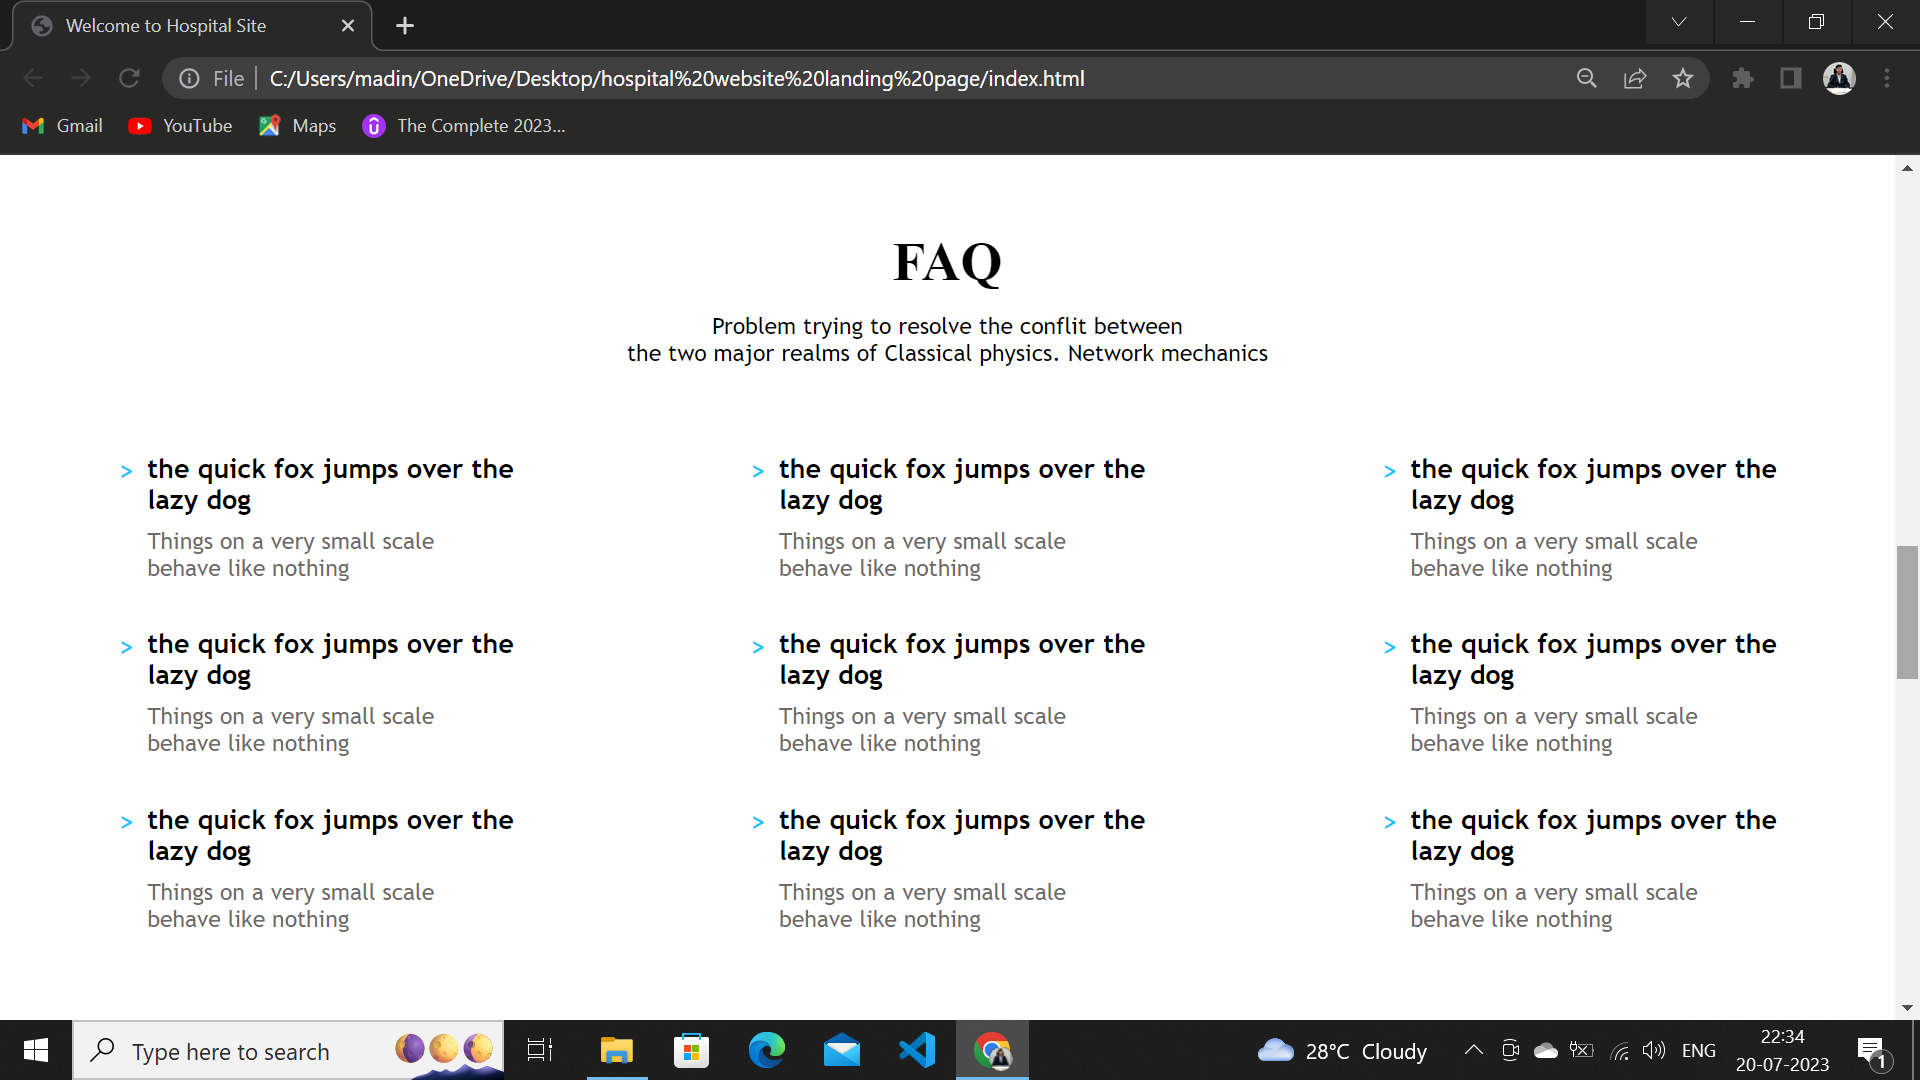 Welcome to Hospital Site
File
C:/Users/madin/OneDrive/Desktop/hospital%20website%20landing%20page/index.html
Gmail YouTube Maps The Complete 2023...
FAQ
Problem trying to resolve the conflit between
the two major realms of Classical physics. Network mechanics
> the quick fox jumps over the
lazy dog
Things on a very small scale
behave like nothing
> the quick fox jumps over the
lazy dog
Things on a very small scale
behave like nothing
> the quick fox jumps over the
lazy dog
Things on a very small scale
behave like nothing
> the quick fox jumps over the
lazy dog
Things on a very small scale
behave like nothing
> the quick fox jumps over the
lazy dog
Things on a very small scale
behave like nothing
> the quick fox jumps over the
lazy dog
Things on a very small scale
behave like nothing
> the quick fox jumps over the
lazy dog
Things on a very small scale
behave like nothing
> the quick fox jumps over the
lazy dog
Things on a very small scale
behave like nothing
> the quick fox jumps over the
lazy dog
Things on a very small scale
behave like nothing
Type here to search
28°C Cloudy
ENG
22:34
20-07-2023
1